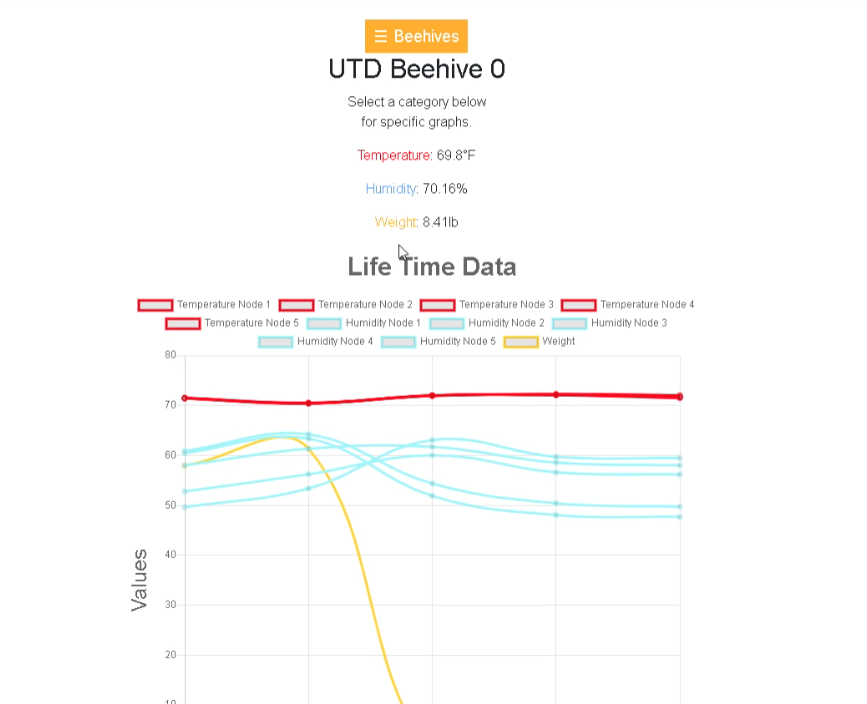 ☰ Beehives
UTD Beehive 0
Select a category below
for specific graphs.
Temperature: 69.8°F
Humidity: 70.16%
Weight: 8.41lb
Life Time Data
Temperature Node 1 Temperature Node 2 Temperature Node 3 Temperature Node 4
Temperature Node 5 Humidity Node 1 Humidity Node 2 Humidity Node 3
Humidity Node 4 Humidity Node 5 Weight
80
70
60
50
40
30
20
10
Values